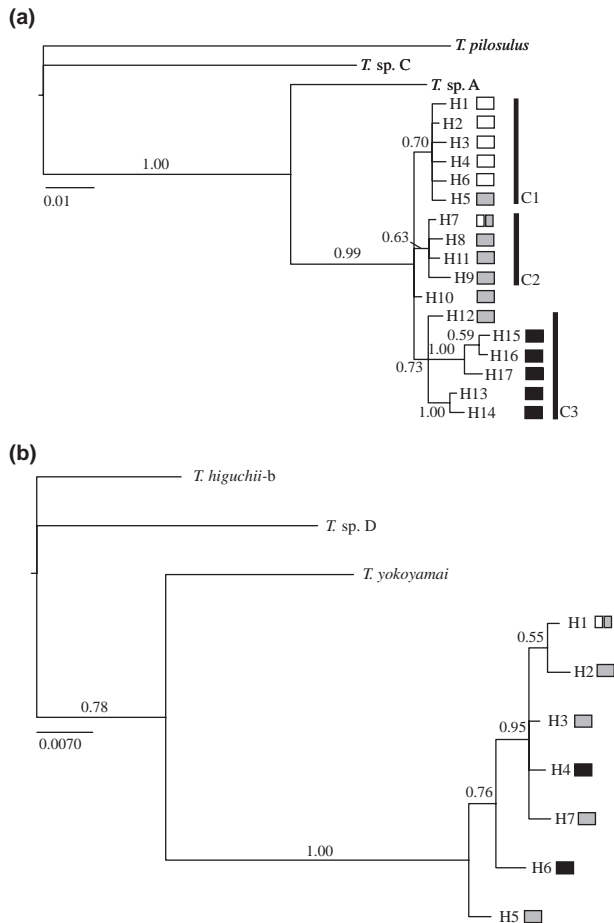 (a)
T. pilosulus
T. sp. C
T. sp. A
H1
H2
0.70
H3
1.00
H4
0.01
H6
H5
C1
H7
0.63
H8
H11
0.99
H9
C2
H10
H12
H15
0.59
1.00
H16
0.73
H17
H13
1.00
H14
C3
(b)
T. higuchii-b
T. sp. D
T. yokoyamai
H1
0.55
H2
0.78
0.95
H3
0.0070
H4
0.76
H7
1.00
H6
H5